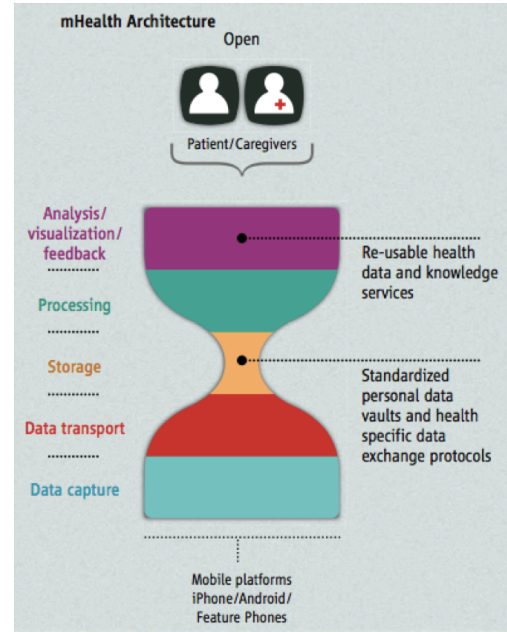 mHealth Architecture
Open
Patient/Caregivers
Analysis/
visualization/
feedback
Re-usable health
data and knowledge
services
Processing
Storage
Standardized
personal data
vaults and health
specific data
exchange protocols
Data transport
Data capture
Mobile platforms
iPhone/Android/
Feature Phones